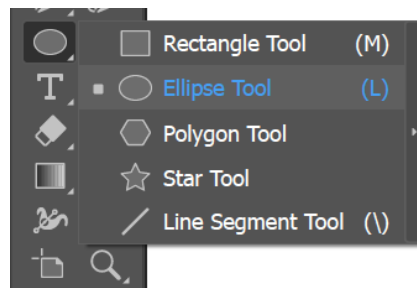 Rectangle Tool (M)
T
Ellipse Tool (L)
Polygon Tool
Star Tool
Line Segment Tool (\)